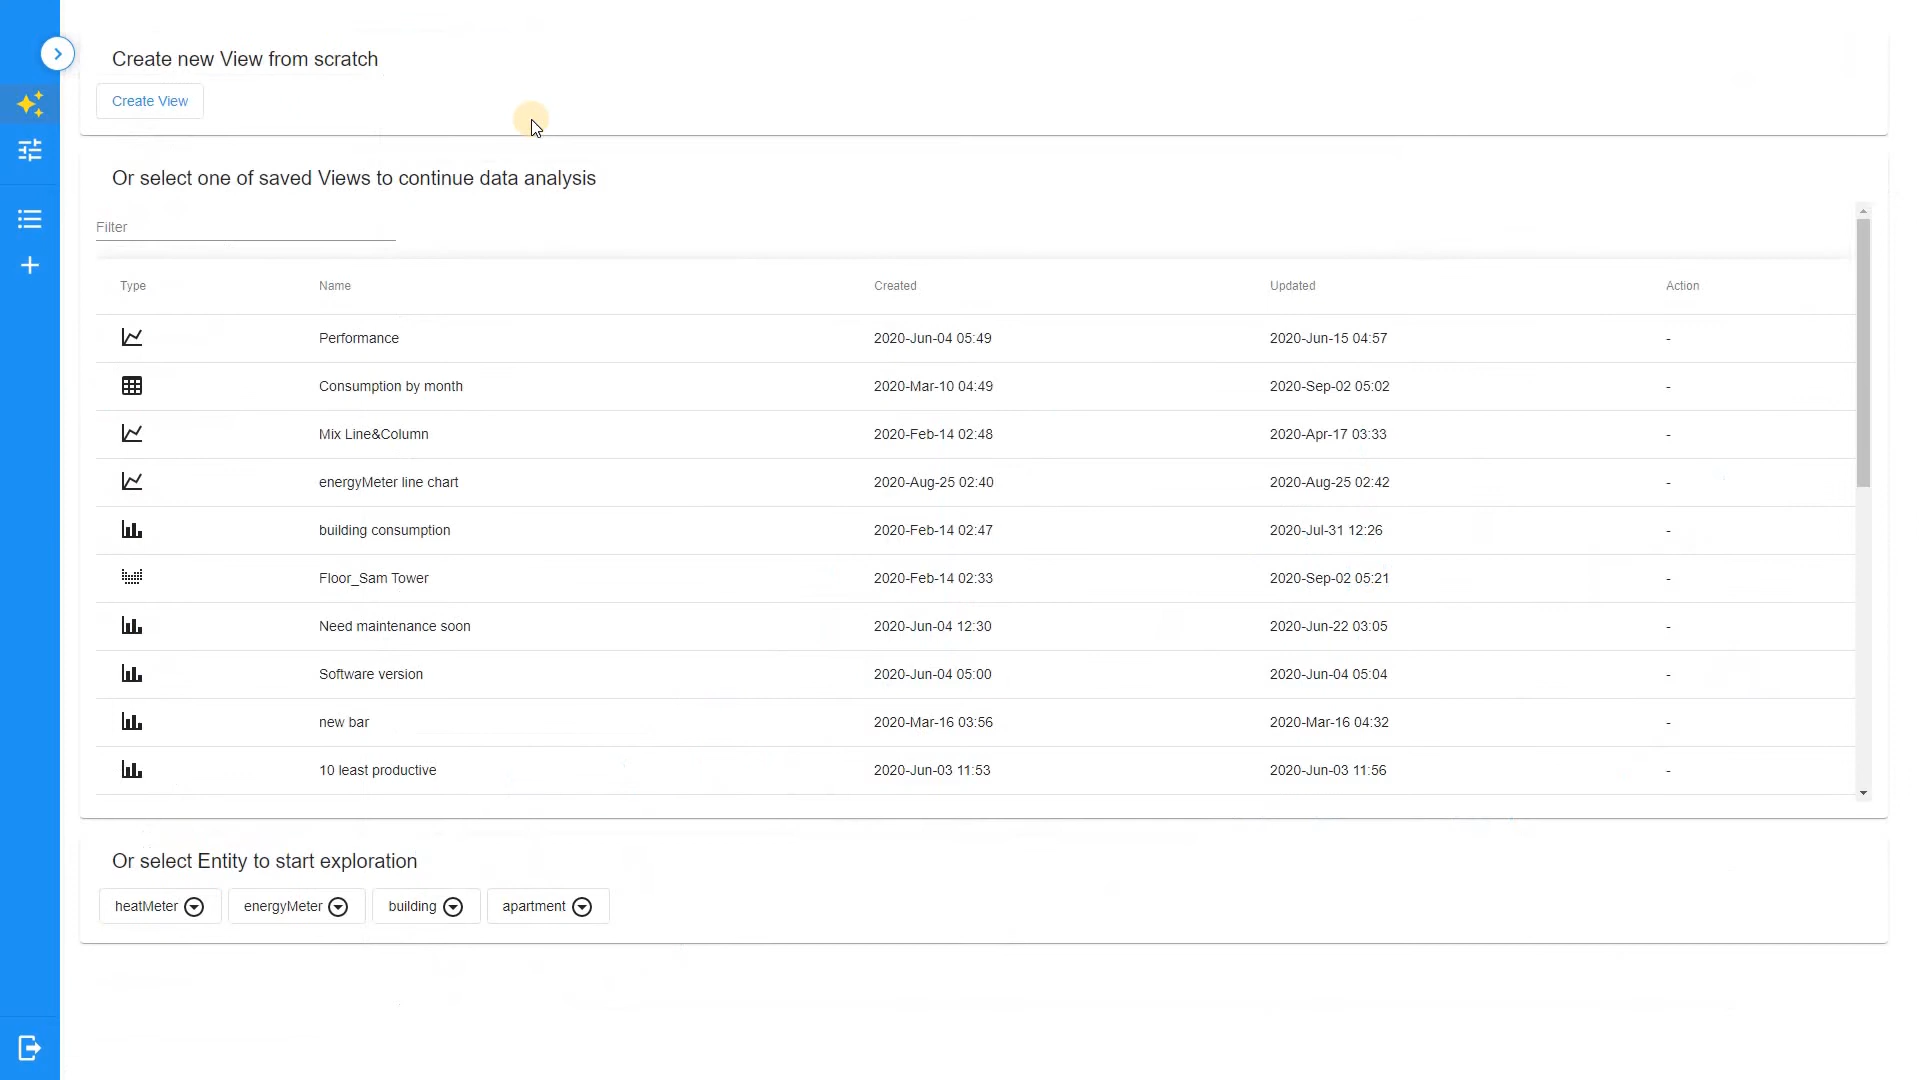 Create new View from scratch
Create View
Or select one of saved Views to continue data analysis
Filter
Type Name Created Updated Action
Performance 2020-Jun-04 05:49 2020-Jun-15 04:57 -
Consumption by month 2020-Mar-10 04:49 2020-Sep-02 05:02 -
Mix Line&Column 2020-Feb-14 02:48 2020-Apr-17 03:33 -
energyMeter line chart 2020-Aug-25 02:40 2020-Aug-25 02:42 -
building consumption 2020-Feb-14 02:47 2020-Jul-31 12:26 -
Floor_Sam Tower 2020-Feb-14 02:33 2020-Sep-02 05:21 -
Need maintenance soon 2020-Jun-04 12:30 2020-Jun-22 03:05 -
Software version 2020-Jun-04 05:00 2020-Jun-04 05:04 -
new bar 2020-Mar-16 03:56 2020-Mar-16 04:32 -
10 least productive 2020-Jun-03 11:53 2020-Jun-03 11:56 -
Or select Entity to start exploration
heatMeter energyMeter building apartment